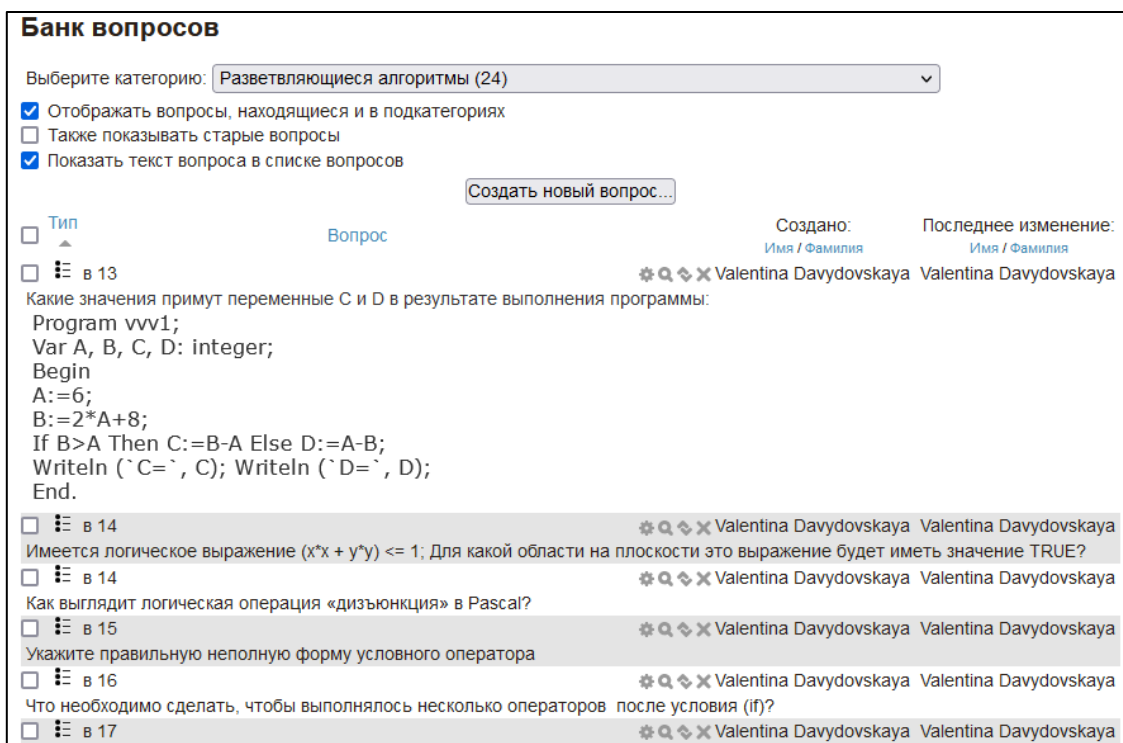 Банк вопросов
Выберите категорию: Разветвляющиеся алгоритмы (24)
Отображать вопросы, находящиеся и в подкатегориях
Также показывать старые вопросы
Показать текст вопроса в списке вопросов
Создать новый вопрос...
Тип Вопрос Создано: Последнее изменение:
Имя / Фамилия Имя / Фамилия
в 13 Valentina Davydovskaya Valentina Davydovskaya
Какие значения примут переменные C и D в результате выполнения программы:
Program vvv1;
Var A, B, C, D: integer;
Begin
A:=6;
B:=2*A+8;
If B>A Then C:=B-A Else D:=A-B;
Writeln (`C=`, C); Writeln (`D=`, D);
End.
в 14 Valentina Davydovskaya Valentina Davydovskaya
Имеется логическое выражение (x*x + y*y) <= 1; Для какой области на плоскости это выражение будет иметь значение TRUE?
в 14 Valentina Davydovskaya Valentina Davydovskaya
Как выглядит логическая операция «дизъюнкция» в Pascal?
в 15 Valentina Davydovskaya Valentina Davydovskaya
Укажите правильную неполную форму условного оператора
в 16 Valentina Davydovskaya Valentina Davydovskaya
Что необходимо сделать, чтобы выполнялось несколько операторов после условия (if)?
в 17 Valentina Davydovskaya Valentina Davydovskaya